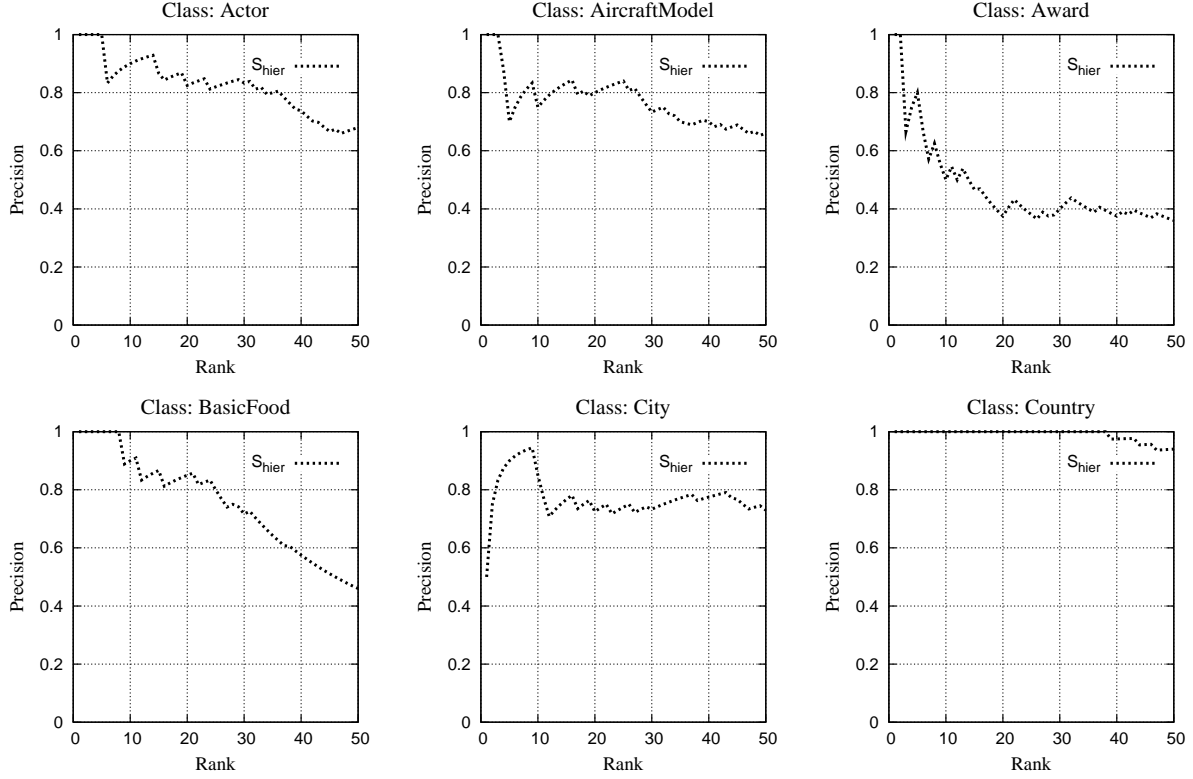 Class: Actor
Precision
1
0.8
0.6
0.4
0.2
0
S_hier
0 10 20 30 40 50
Rank
Class: AircraftModel
Precision
1
0.8
0.6
0.4
0.2
0
S_hier
0 10 20 30 40 50
Rank
Class: Award
Precision
1
0.8
0.6
0.4
0.2
0
S_hier
0 10 20 30 40 50
Rank
Class: BasicFood
Precision
1
0.8
0.6
0.4
0.2
0
S_hier
0 10 20 30 40 50
Rank
Class: City
Precision
1
0.8
0.6
0.4
0.2
0
S_hier
0 10 20 30 40 50
Rank
Class: Country
Precision
1
0.8
0.6
0.4
0.2
0
S_hier
0 10 20 30 40 50
Rank